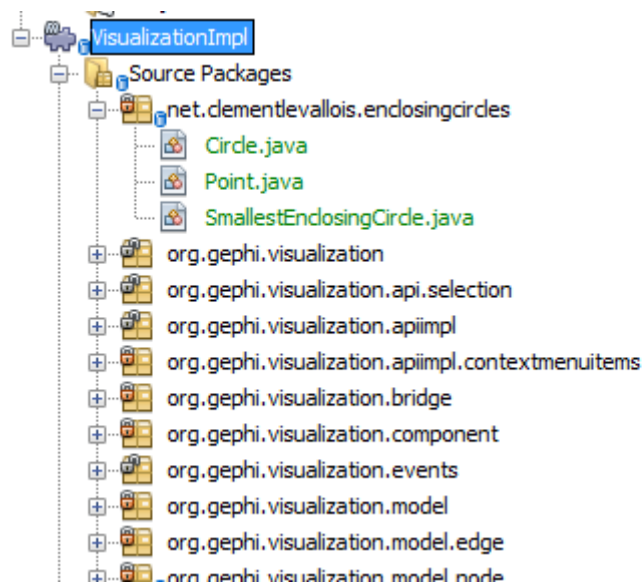 VisualizationImpl
Source Packages
net.clementlevallois.enclosingcircles
Circle.java
Point.java
SmallestEnclosingCircle.java
org.gephi.visualization
org.gephi.visualization.api.selection
org.gephi.visualization.apiimpl
org.gephi.visualization.apiimpl.contextmenuitems
org.gephi.visualization.bridge
org.gephi.visualization.component
org.gephi.visualization.events
org.gephi.visualization.model
org.gephi.visualization.model.edge
org.gephi.visualization.model.node